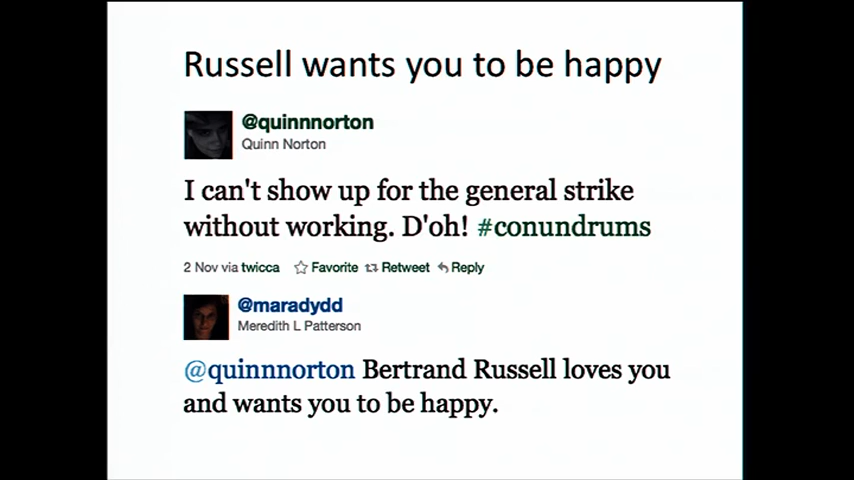 Russell wants you to be happy
@quinnnorton
Quinn Norton
I can't show up for the general strike
without working. D'oh! #conundrums
2 Nov via twicca Favorite Retweet Reply
@maradydd
Meredith L Patterson
@quinnnorton Bertrand Russell loves you
and wants you to be happy.